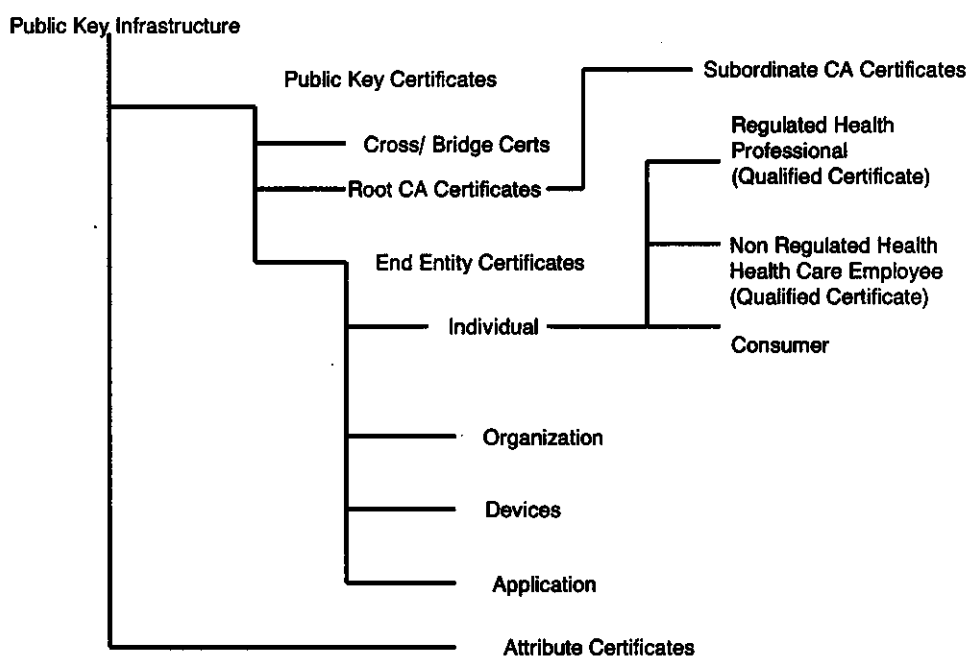 Public Key Infrastructure
Public Key Certificates
Subordinate CA Certificates
Cross/ Bridge Certs
Root CA Certificates
Regulated Health
Professional
(Qualified Certificate)
End Entity Certificates
Non Regulated Health
Health Care Employee
(Qualified Certificate)
Individual
Consumer
Organization
Devices
Application
Attribute Certificates